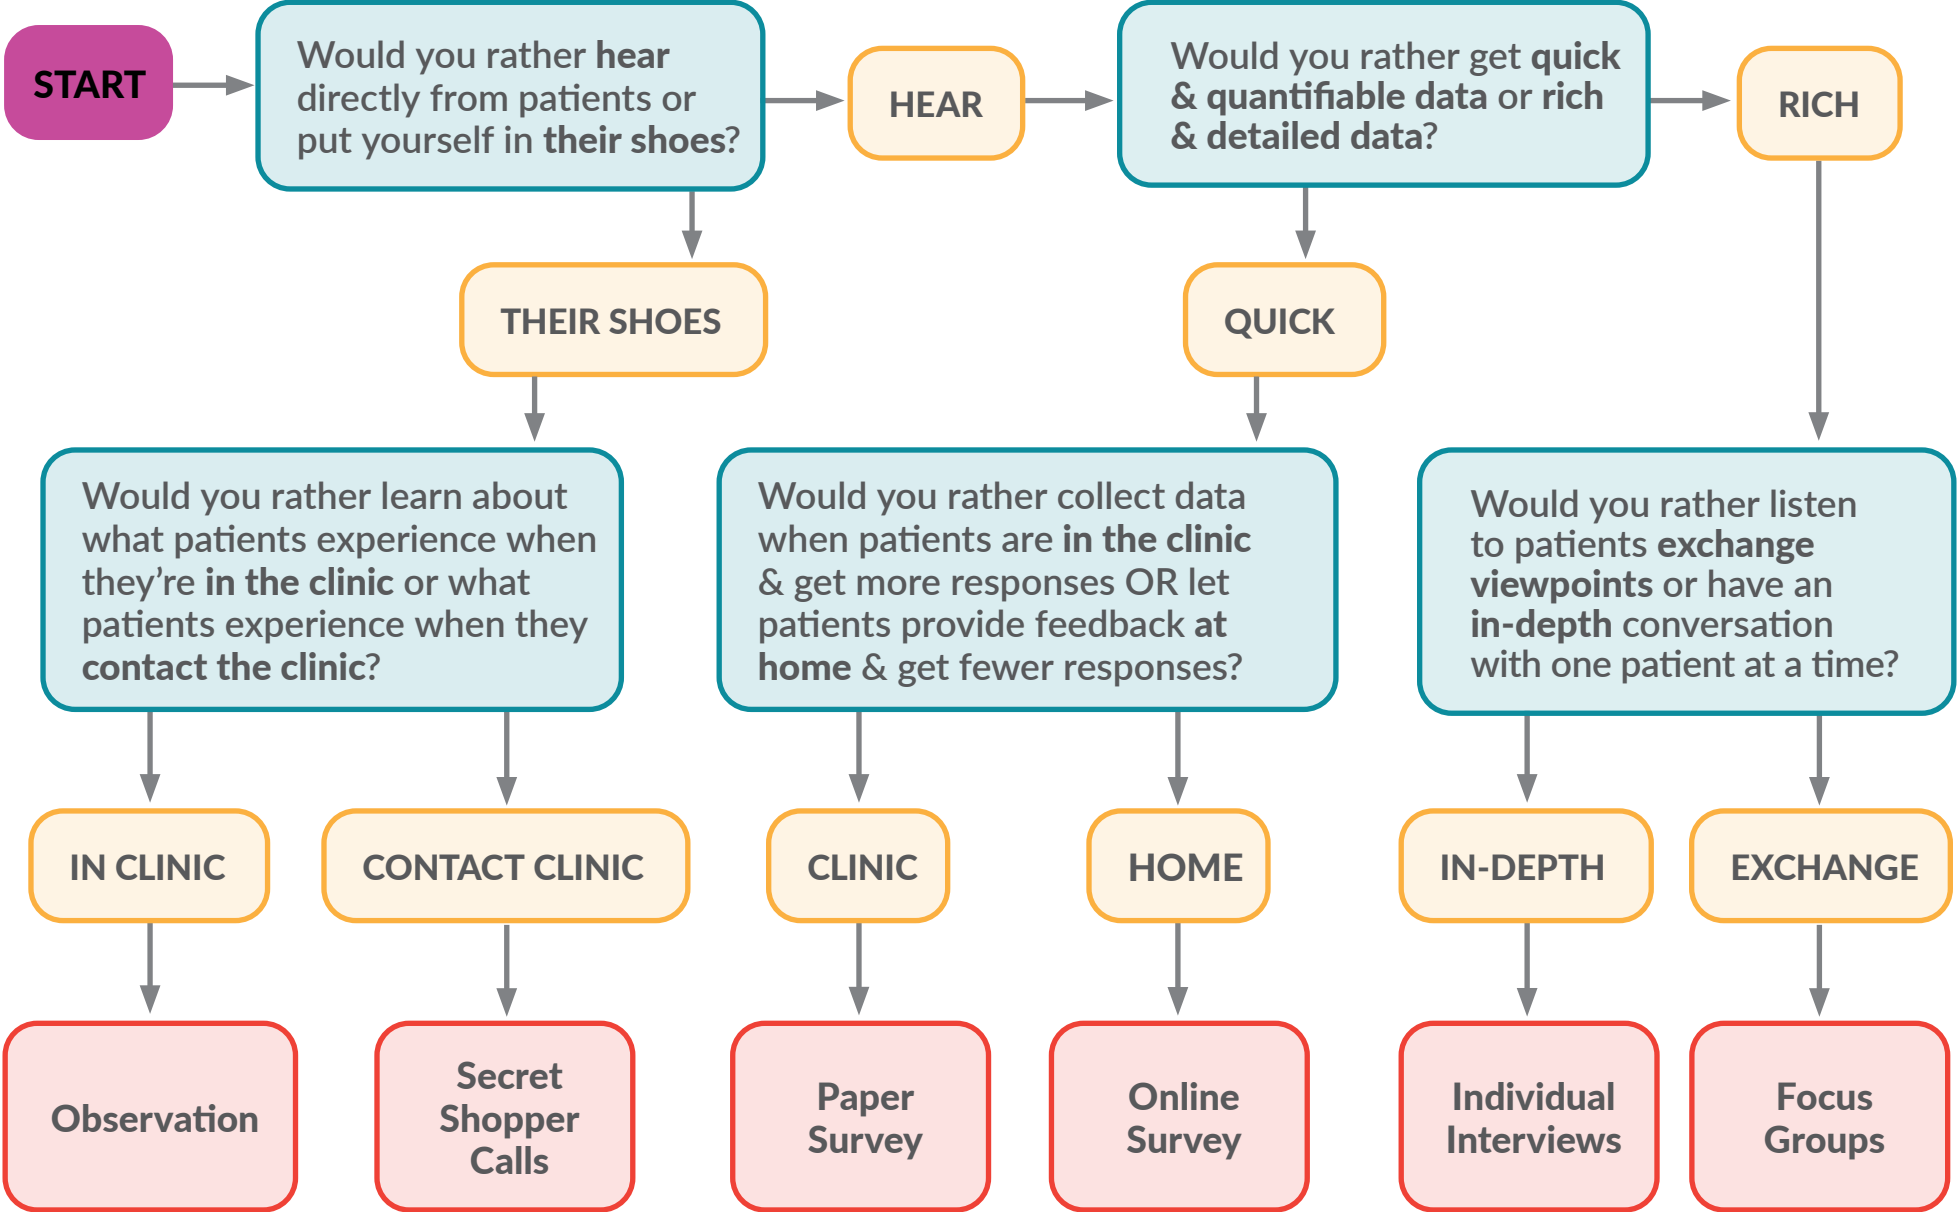 START
Would you rather hear
directly from patients or
put yourself in their shoes?
HEAR
Would you rather get quick
& quantifiable data or rich
& detailed data?
RICH
THEIR SHOES
QUICK
Would you rather learn about
what patients experience when
they're in the clinic or what
patients experience when they
contact the clinic?
Would you rather collect data
when patients are in the clinic
& get more responses OR let
patients provide feedback at
home & get fewer responses?
Would you rather listen
to patients exchange
viewpoints or have an
in-depth conversation
with one patient at a time?
IN CLINIC
CONTACT CLINIC
CLINIC
HOME
IN-DEPTH
EXCHANGE
Observation
Secret
Shopper
Calls
Paper
Survey
Online
Survey
Individual
Interviews
Focus
Groups